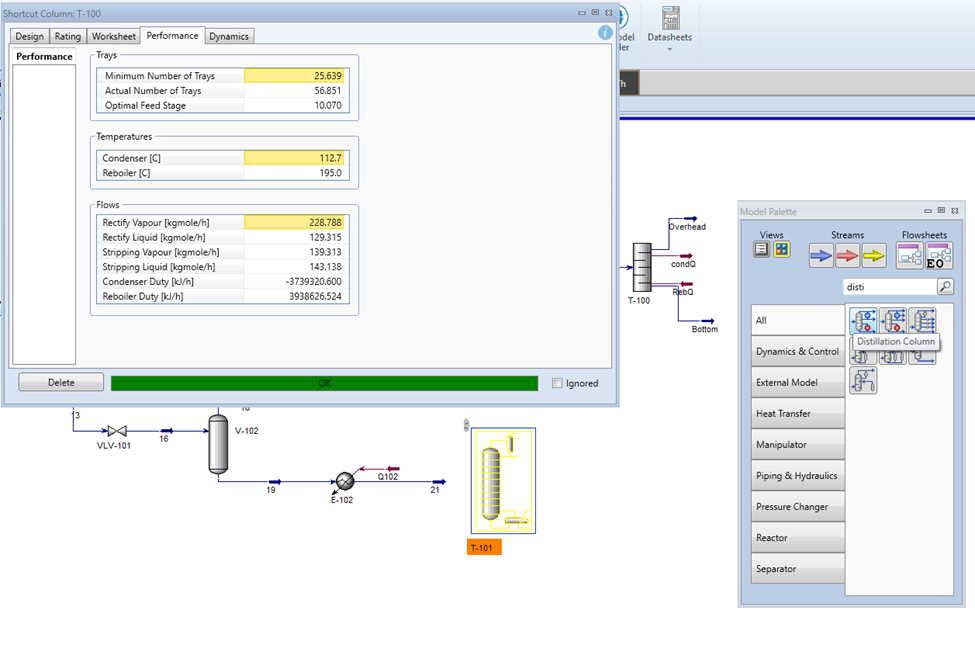 Shortcut Column: T-100
Design Rating Worksheet Performance Dynamics
Performance
Trays
Minimum Number of Trays 25.639
Actual Number of Trays 56.851
Optimal Feed Stage 10.070
Temperatures
Condenser [C] 112.7
Reboiler [C] 195.0
Flows
Rectify Vapour [kgmole/h] 228.788
Rectify Liquid [kgmole/h] 129.315
Stripping Vapour [kgmole/h] 139.313
Stripping Liquid [kgmole/h] 143.138
Condenser Duty [kJ/h] -3739320.600
Reboiler Duty [kJ/h] 3938626.524
Delete
OK
Ignored
Datasheets
Overhead
condQ
RebQ
T-100
Bottom
13
VLV-101
16
V-102
19
E-102
Q102
21
T-101
Model Palette
Views Streams Flowsheets
EO
disti
All
Distillation Column
Dynamics & Control
External Model
Heat Transfer
Manipulator
Piping & Hydraulics
Pressure Changer
Reactor
Separator